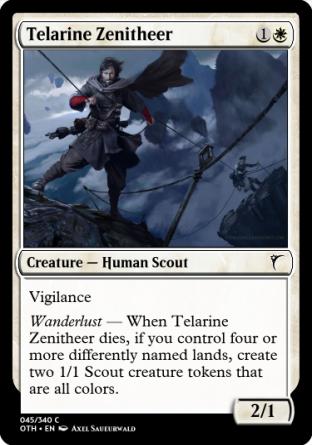 Telarine Zenitheer 1
Creature — Human Scout
Vigilance
Wanderlust — When Telarine
Zenitheer dies, if you control four or
more differently named lands, create
two 1/1 Scout creature tokens that
are all colors.
2/1
045/340 C
OTH • EN Axel Sauerwald